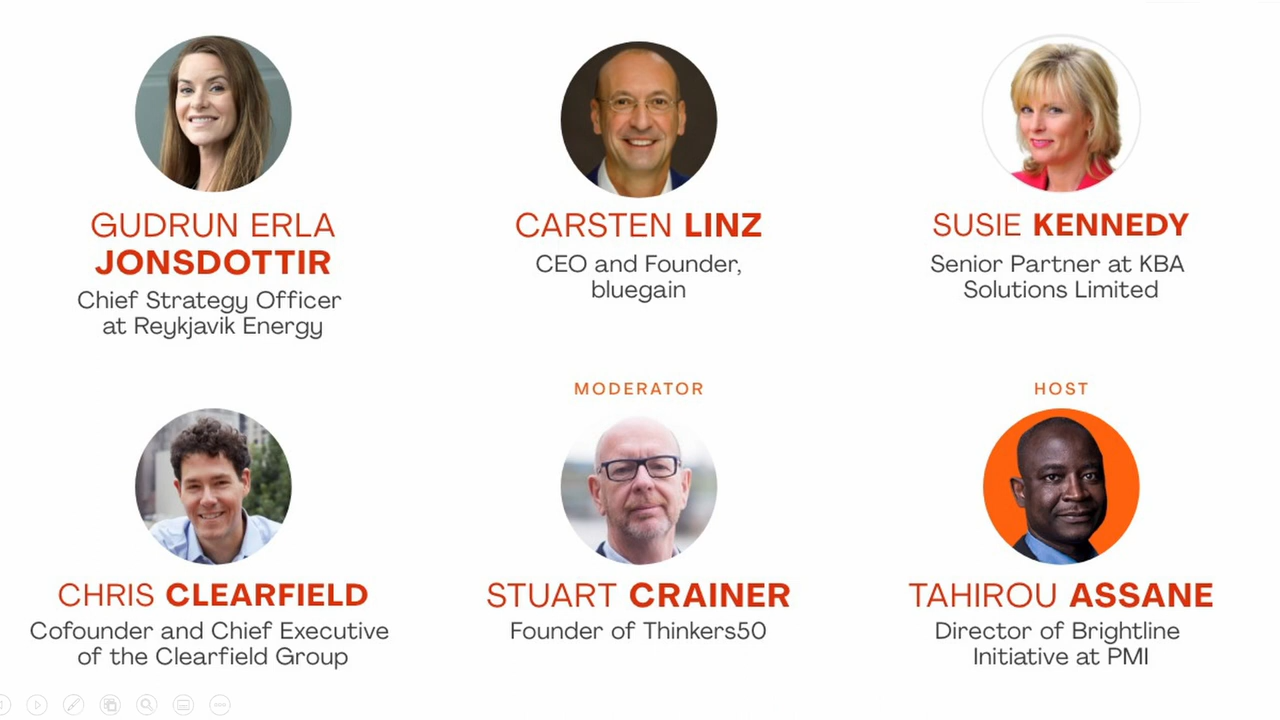 GUDRUN ERLA
JONSDOTTIR
Chief Strategy Officer
at Reykjavik Energy
CARSTEN LINZ
CEO and Founder,
bluegain
SUSIE KENNEDY
Senior Partner at KBA
Solutions Limited
CHRIS CLEARFIELD
Cofounder and Chief Executive
of the Clearfield Group
MODERATOR
STUART CRAINER
Founder of Thinkers50
HOST
TAHIROU ASSANE
Director of Brightline
Initiative at PMI